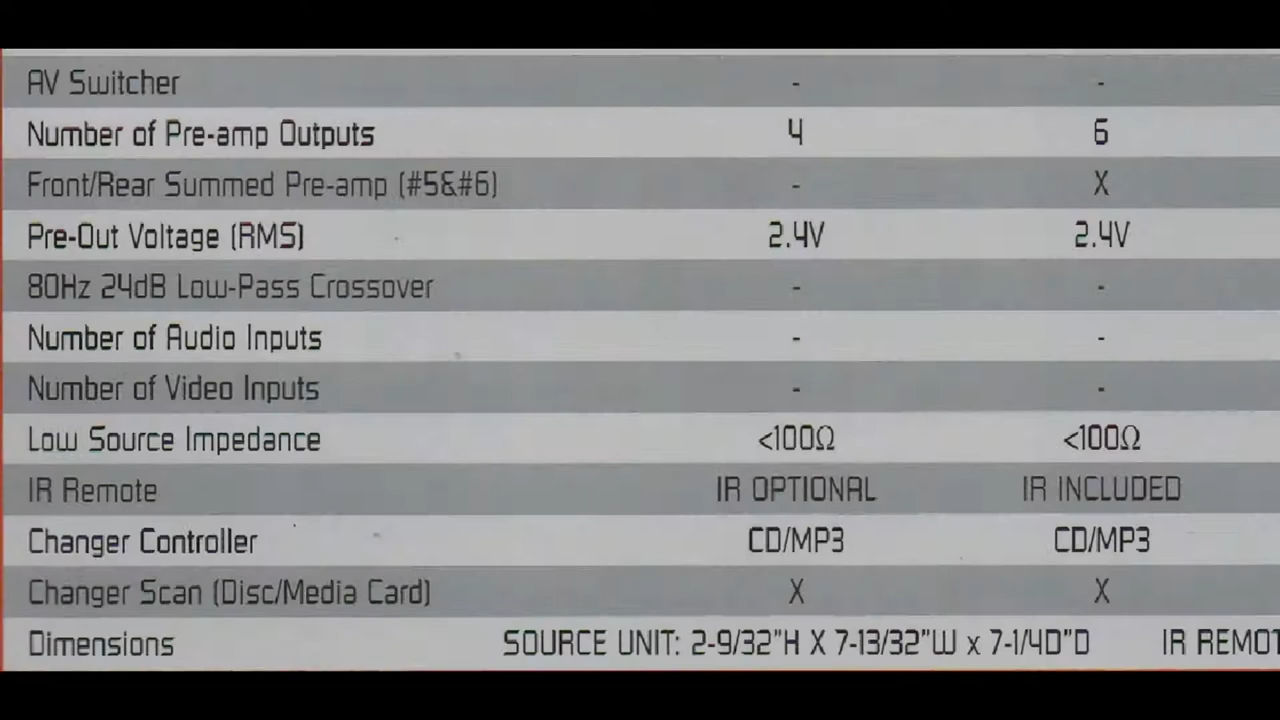 AV Switcher - -
Number of Pre-amp Outputs 4 6
Front/Rear Summed Pre-amp (#5&#6) - X
Pre-Out Voltage (RMS) 2.4V 2.4V
80Hz 24dB Low-Pass Crossover - -
Number of Audio Inputs - -
Number of Video Inputs - -
Low Source Impedance <100Ω <100Ω
IR Remote IR OPTIONAL IR INCLUDED
Changer Controller CD/MP3 CD/MP3
Changer Scan (Disc/Media Card) X X
Dimensions SOURCE UNIT: 2-9/32"H X 7-13/32"W x 7-1/4D"D IR REMOT